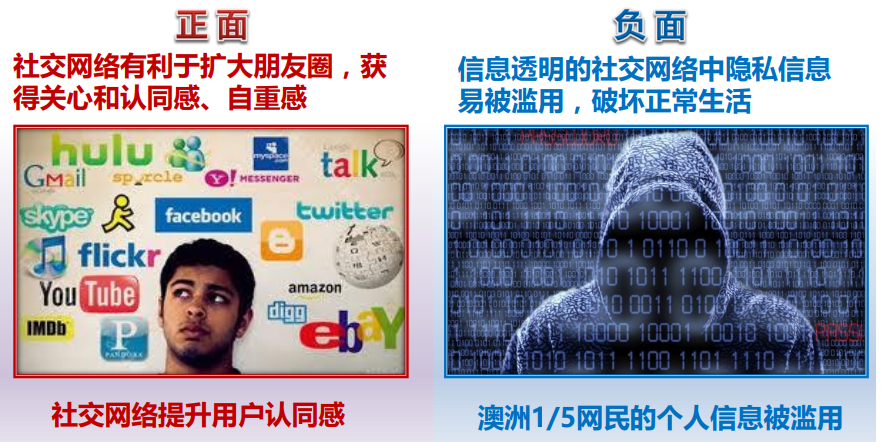 正面
社交网络有利于扩大朋友圈，获
得关心和认同感、自重感
hulu
myspace
talk
GMail
sporcle
Y! MESSENGER
skype
facebook
twitter
flickr
You Tube
amazon
digg
IMDb
P
PANDORA
ebaY
社交网络提升用户认同感
负面
信息透明的社交网络中隐私信息
易被滥用，破坏正常生活
澳洲1/5网民的个人信息被滥用